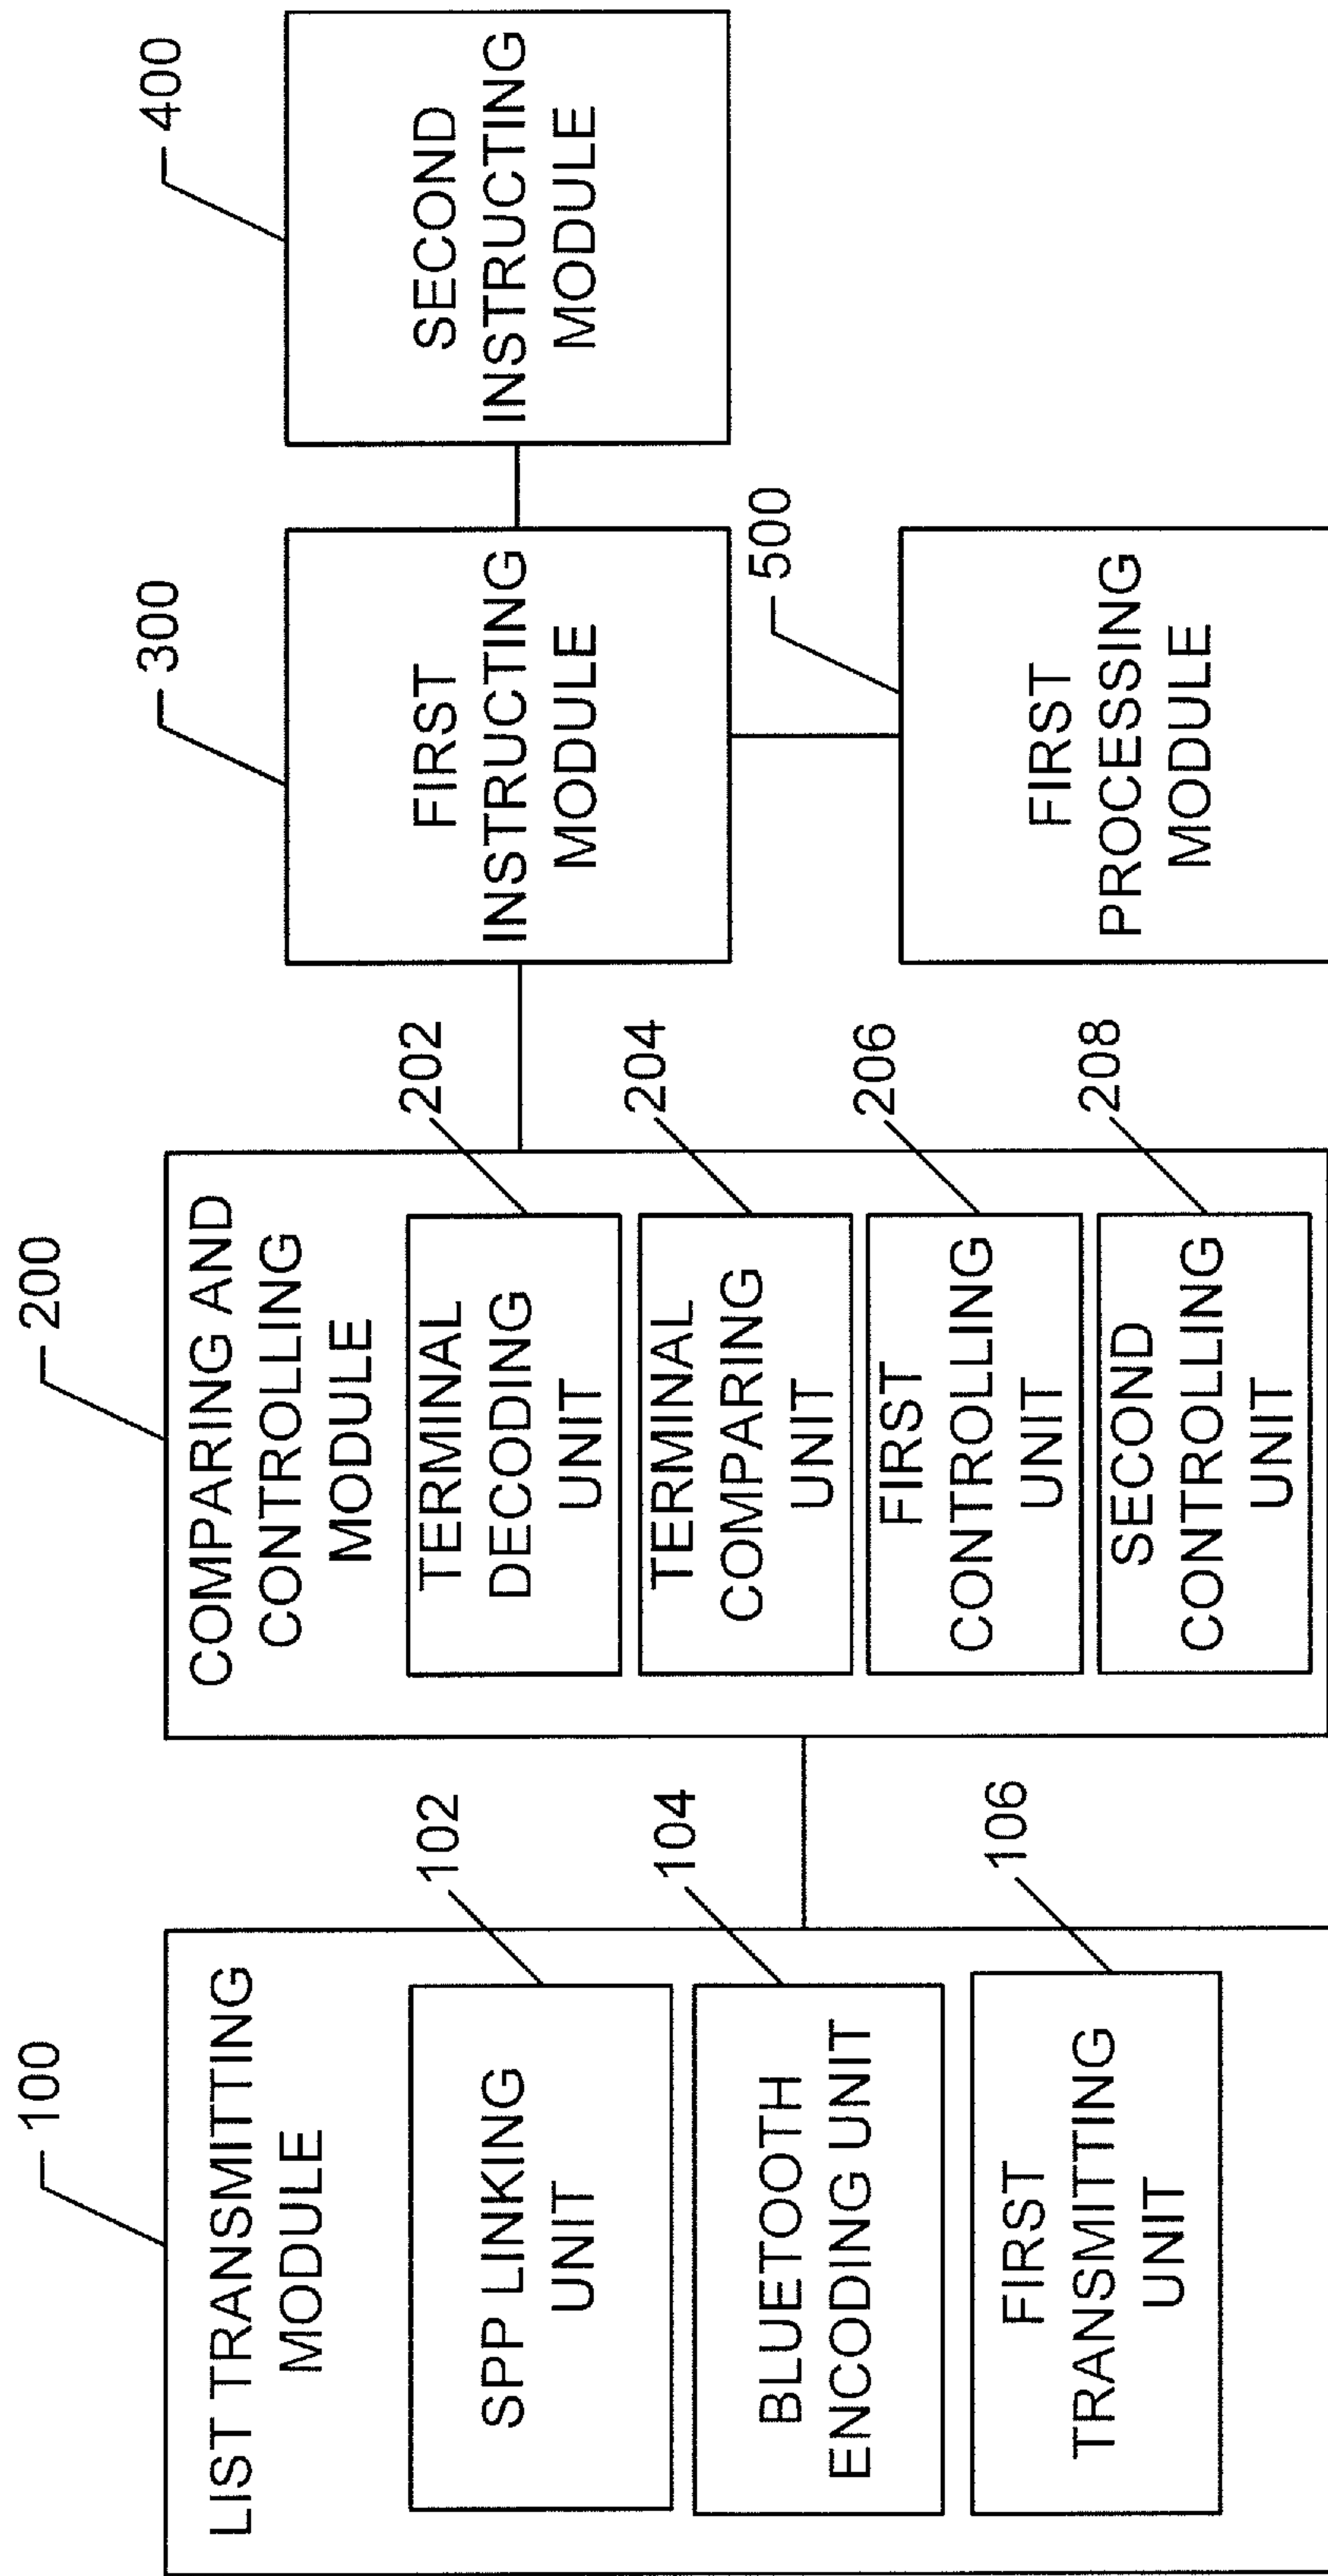 100
LIST TRANSMITTING
MODULE
102
SPP LINKING
UNIT
104
BLUETOOTH
ENCODING UNIT
106
FIRST
TRANSMITTING
UNIT
200
COMPARING AND
CONTROLLING
MODULE
202
TERMINAL
DECODING
UNIT
204
TERMINAL
COMPARING
UNIT
206
FIRST
CONTROLLING
UNIT
208
SECOND
CONTROLLING
UNIT
300
FIRST
INSTRUCTING
MODULE
400
SECOND
INSTRUCTING
MODULE
500
FIRST
PROCESSING
MODULE